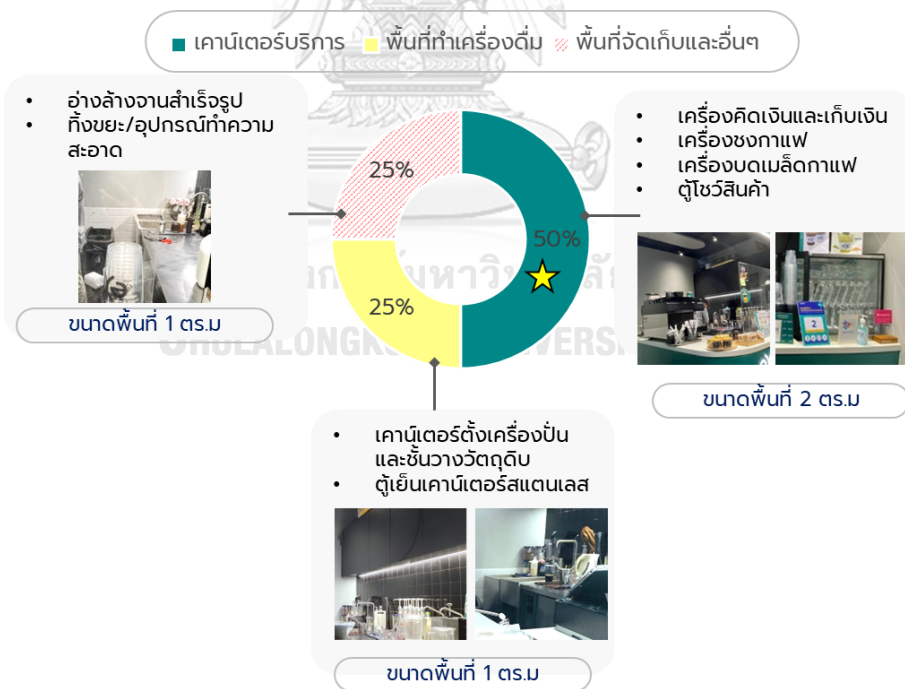 เคาน์เตอร์บริการ พื้นที่ทำเครื่องดื่ม พื้นที่จัดเก็บและอื่นๆ
• อ่างล้างจานสำเร็จรูป
• ทิ้งขยะ/อุปกรณ์ทำความ
สะอาด
ขนาดพื้นที่ 1 ตร.ม
25%
50%
25%
• เครื่องคิดเงินและเก็บเงิน
• เครื่องชงกาแฟ
• เครื่องบดเมล็ดกาแฟ
• ตู้โชว์สินค้า
2
ขนาดพื้นที่ 2 ตร.ม
• เคาน์เตอร์ตั้งเครื่องปั่น
และชั้นวางวัตถุดิบ
• ตู้เย็นเคาน์เตอร์สแตนเลส
ขนาดพื้นที่ 1 ตร.ม